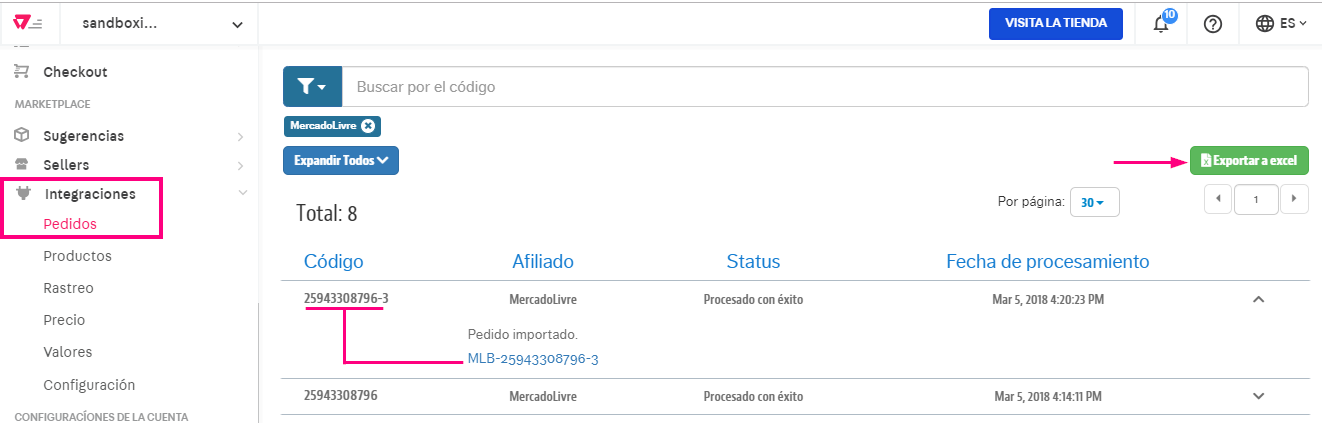 sandboxi...
VISITA LA TIENDA
10
ES
Checkout
MARKETPLACE
Sugerencias
Sellers
Integraciones
Pedidos
Productos
Rastreo
Precio
Valores
Configuración
CONFIGURACÍONES DE LA CUENTA
Buscar por el código
MercadoLivre
Expandir Todos
Exportar a excel
Total: 8
Por página: 30
1
Código Afiliado Status Fecha de procesamiento
25943308796-3 MercadoLivre Procesado con éxito Mar 5, 2018 4:20:23 PM
Pedido importado.
MLB-25943308796-3
25943308796 MercadoLivre Procesado con éxito Mar 5, 2018 4:14:11 PM